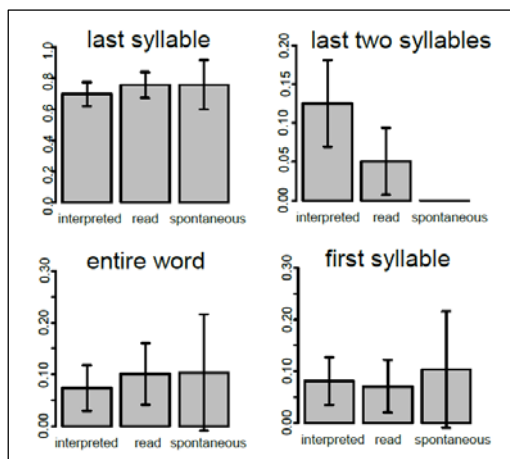 last syllable
0.0 0.2 0.4 0.6 0.8 1.0
interpreted read spontaneous
last two syllables
0.00 0.05 0.10 0.15 0.20
interpreted read spontaneous
entire word
0.00 0.10 0.20 0.30
interpreted read spontaneous
first syllable
0.00 0.10 0.20 0.30
interpreted read spontaneous